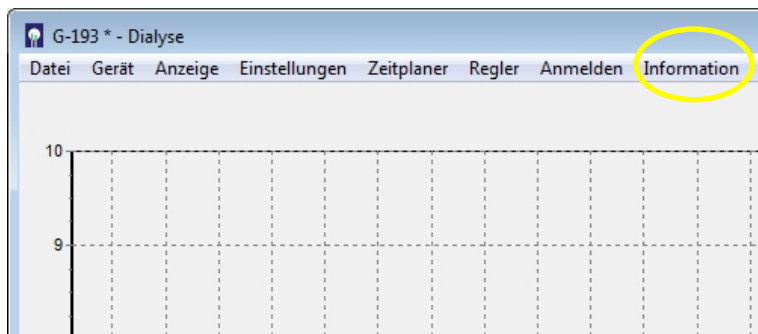 G-193 * - Dialyse
Datei Gerät Anzeige Einstellungen Zeitplaner Regler Anmelden Information
10
9